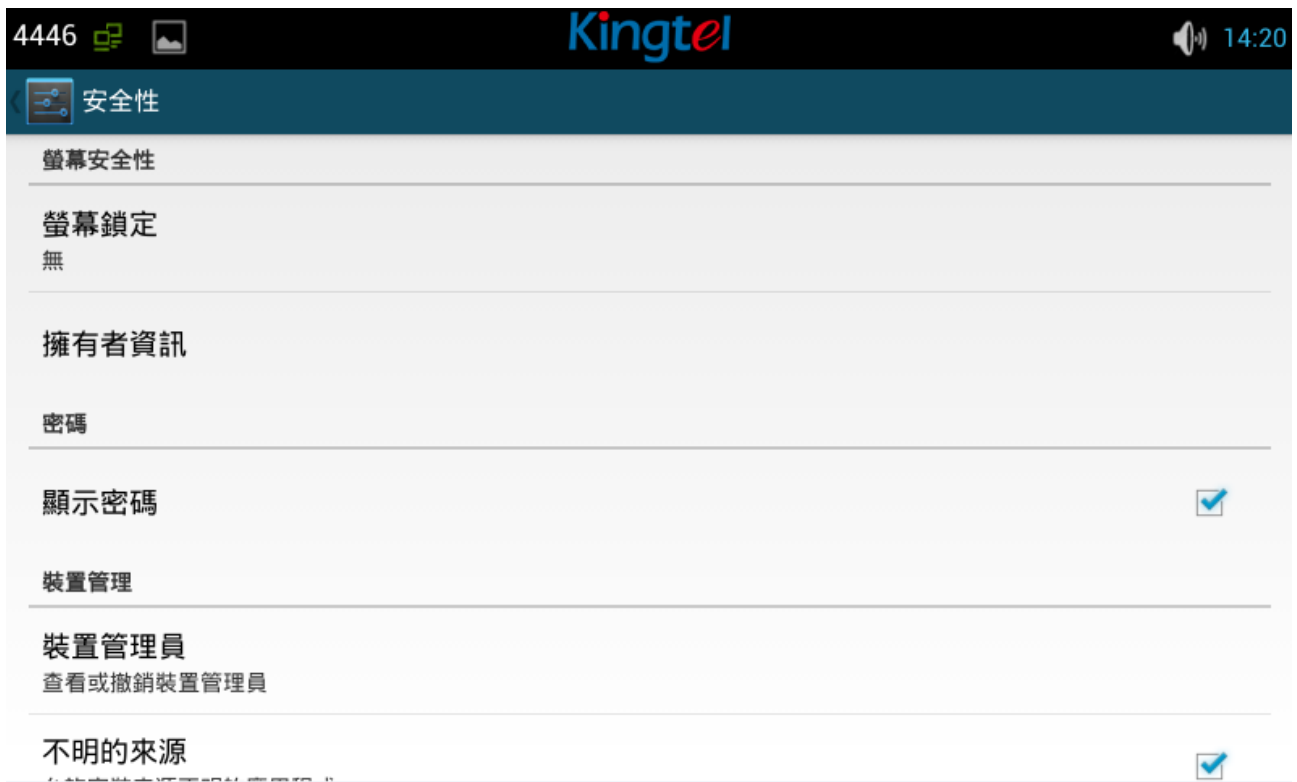 4446
Kingtel
14:20
安全性
螢幕安全性
螢幕鎖定
無
擁有者資訊
密碼
顯示密碼
裝置管理
裝置管理員
查看或撤銷裝置管理員
不明的來源